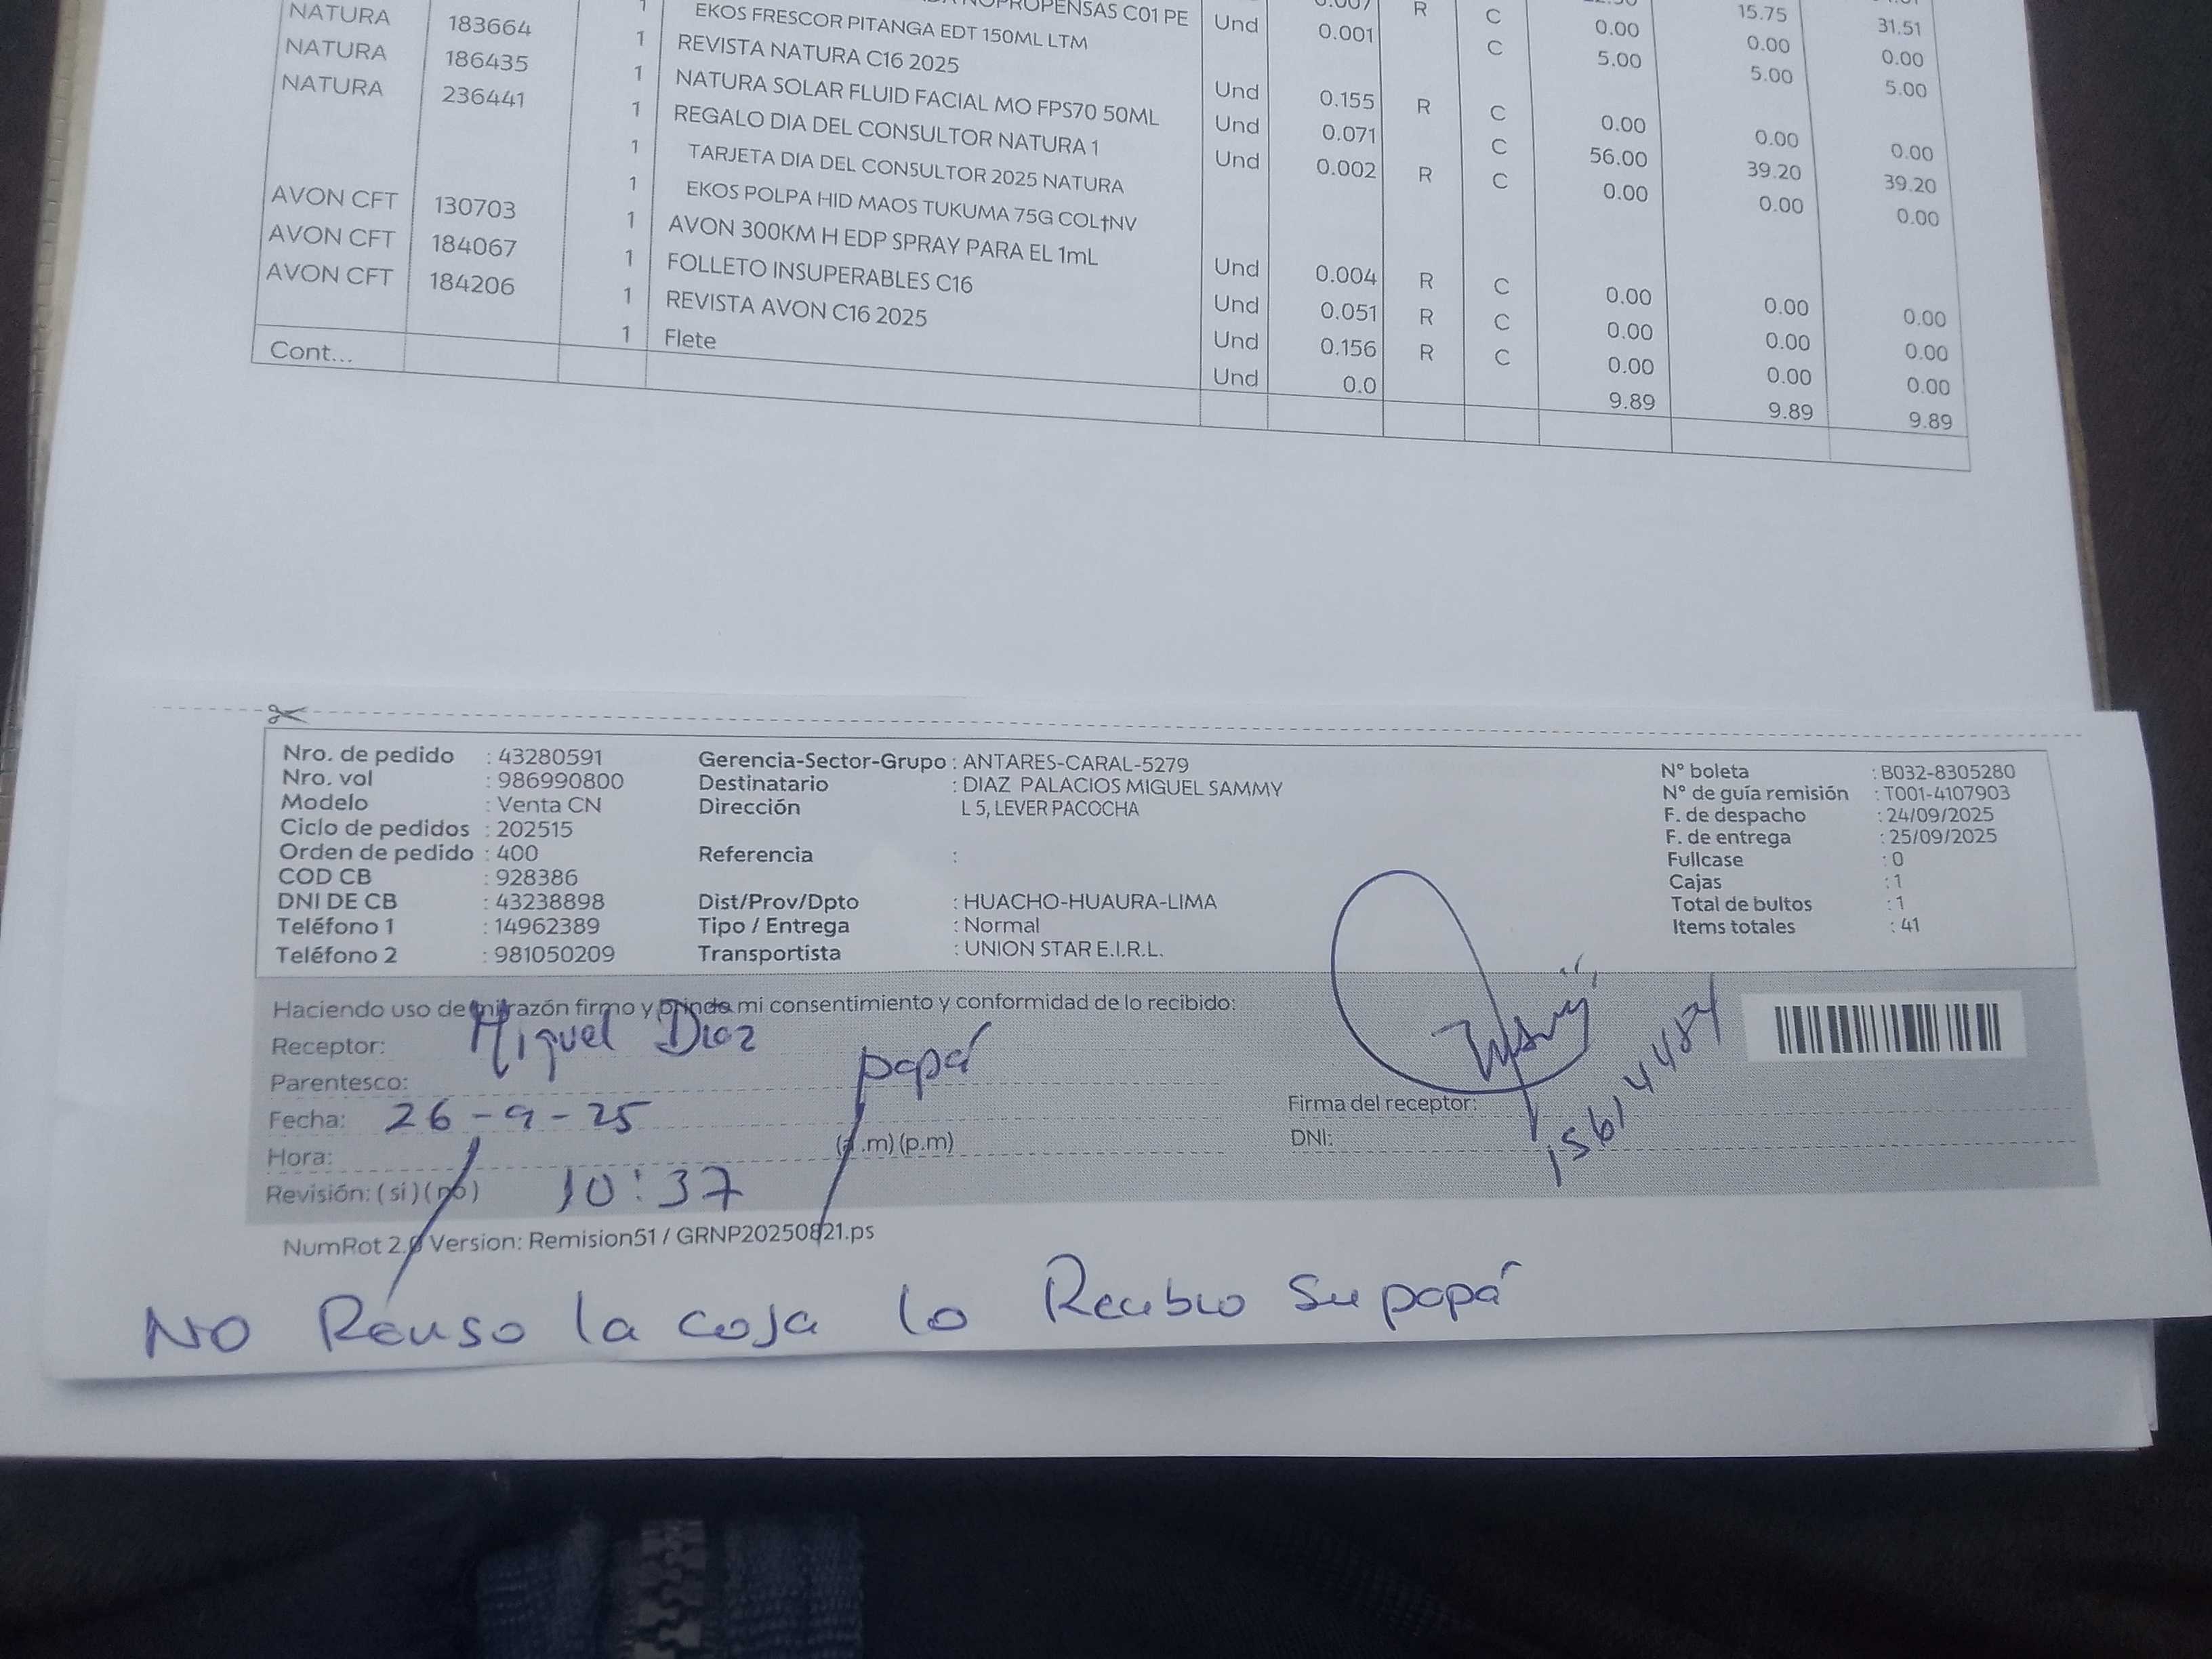 NATURA 183664 1 EKOS FRESCOR PITANGA EDT 150ML LTM
NATURA 186435 1 REVISTA NATURA C16 2025
NATURA 236441 1 NATURA SOLAR FLUID FACIAL MO FPS70 50ML
1 REGALO DIA DEL CONSULTOR NATURA 1
1 TARJETA DIA DEL CONSULTOR 2025 NATURA
1 EKOS POLPA HID MAOS TUKUMA 75G COL†NV
AVON CFT 130703 1 AVON 300KM H EDP SPRAY PARA EL 1mL
AVON CFT 184067 1 FOLLETO INSUPERABLES C16
AVON CFT 184206 1 REVISTA AVON C16 2025
1 Flete
Cont...
C01 PE Und R C 15.75 31.51
0.001 C 0.00 0.00 0.00
5.00 5.00 5.00
Und 0.155 R C 0.00 0.00 0.00
Und 0.071 C 56.00 39.20 39.20
Und 0.002 R C 0.00 0.00 0.00
Und 0.004 R C 0.00 0.00 0.00
Und 0.051 R C 0.00 0.00 0.00
Und 0.156 R C 0.00 0.00 0.00
Und 0.0 9.89 9.89 9.89
Nro. de pedido : 43280591 Gerencia-Sector-Grupo : ANTARES-CARAL-5279 N° boleta : B032-8305280
Nro. vol : 986990800 Destinatario : DIAZ PALACIOS MIGUEL SAMMY N° de guía remisión : T001-4107903
Modelo : Venta CN Dirección L 5, LEVER PACOCHA F. de despacho : 24/09/2025
Ciclo de pedidos : 202515 F. de entrega : 25/09/2025
Orden de pedido : 400 Referencia : Fullcase : 0
COD CB : 928386 Cajas : 1
DNI DE CB : 43238898 Dist/Prov/Dpto : HUACHO-HUAURA-LIMA Total de bultos : 1
Teléfono 1 : 14962389 Tipo / Entrega : Normal Items totales : 41
Teléfono 2 : 981050209 Transportista : UNION STAR E.I.R.L.
Haciendo uso de mi razón firmo y brindo mi consentimiento y conformidad de lo recibido:
Receptor: Miguel Diaz
Parentesco: papá
Fecha: 26-9-25 Firma del receptor:
Hora: (a.m) (p.m) DNI: 15614484
Revisión: ( si ) ( no ) 10:37
NumRot 2.0 Version: Remision51 / GRNP20250821.ps
NO Reuso la caja lo Recibio su papá